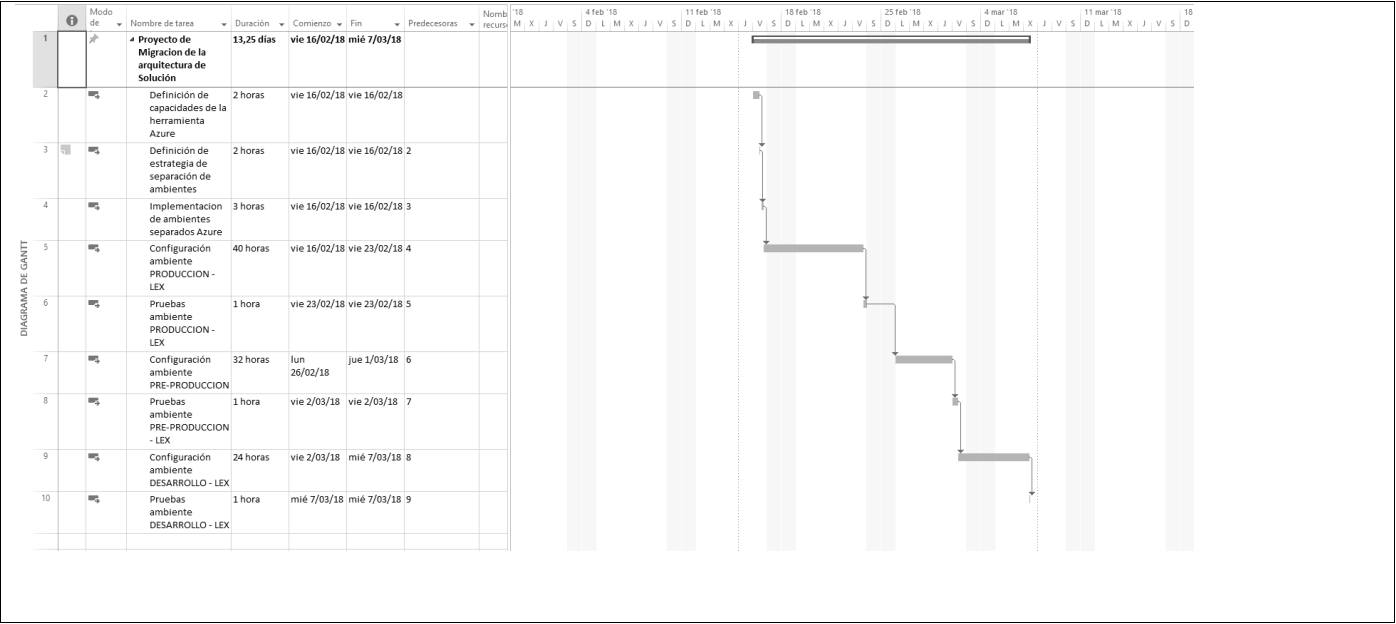 Modo de
Nombre de tarea
Duración
Comienzo
Fin
Predecesoras
Nomb
recurs
'18
4 feb '18
11 feb '18
18 feb '18
25 feb '18
4 mar '18
11 mar '18
18
M X J V S D L M X J V S D L M X J V S D L M X J V S D L M X J V S D L M X J V S D L M X J V S D
DIAGRAMA DE GANTT
1
Proyecto de
Migracion de la
arquitectura de
Solución
13,25 días
vie 16/02/18
mié 7/03/18
2
Definición de
capacidades de la
herramienta
Azure
2 horas
vie 16/02/18
vie 16/02/18
3
Definición de
estrategia de
separación de
ambientes
2 horas
vie 16/02/18
vie 16/02/18
2
4
Implementacion
de ambientes
separados Azure
3 horas
vie 16/02/18
vie 16/02/18
3
5
Configuración
ambiente
PRODUCCION -
LEX
40 horas
vie 16/02/18
vie 23/02/18
4
6
Pruebas
ambiente
PRODUCCION -
LEX
1 hora
vie 23/02/18
vie 23/02/18
5
7
Configuración
ambiente
PRE-PRODUCCION
32 horas
lun
26/02/18
jue 1/03/18
6
8
Pruebas
ambiente
PRE-PRODUCCION
- LEX
1 hora
vie 2/03/18
vie 2/03/18
7
9
Configuración
ambiente
DESARROLLO - LEX
24 horas
vie 2/03/18
mié 7/03/18
8
10
Pruebas
ambiente
DESARROLLO - LEX
1 hora
mié 7/03/18
mié 7/03/18
9